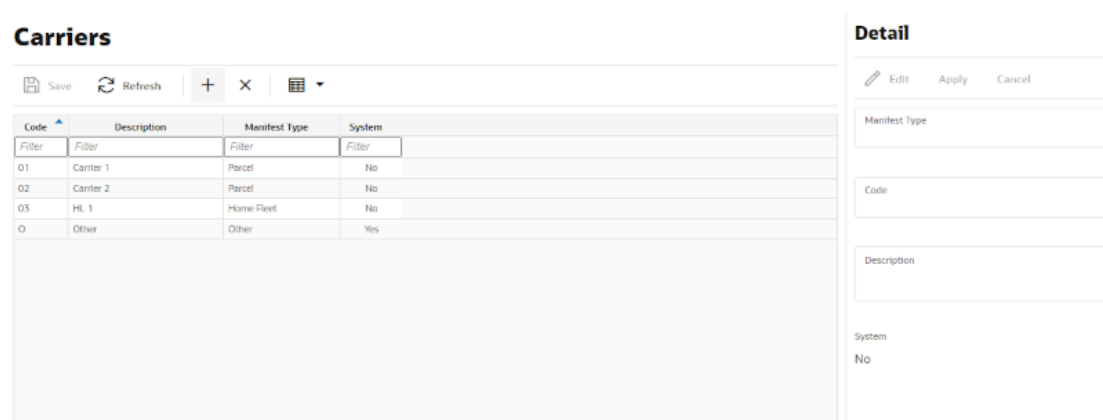 Carriers
Save Refresh
Code Description Manifest Type System
Filter Filter Filter Filter
01 Carrier 1 Parcel No
02 Carrier 2 Parcel No
03 HL 1 Home Fleet No
O Other Other Yes
Detail
Edit Apply Cancel
Manifest Type
Code
Description
System
No